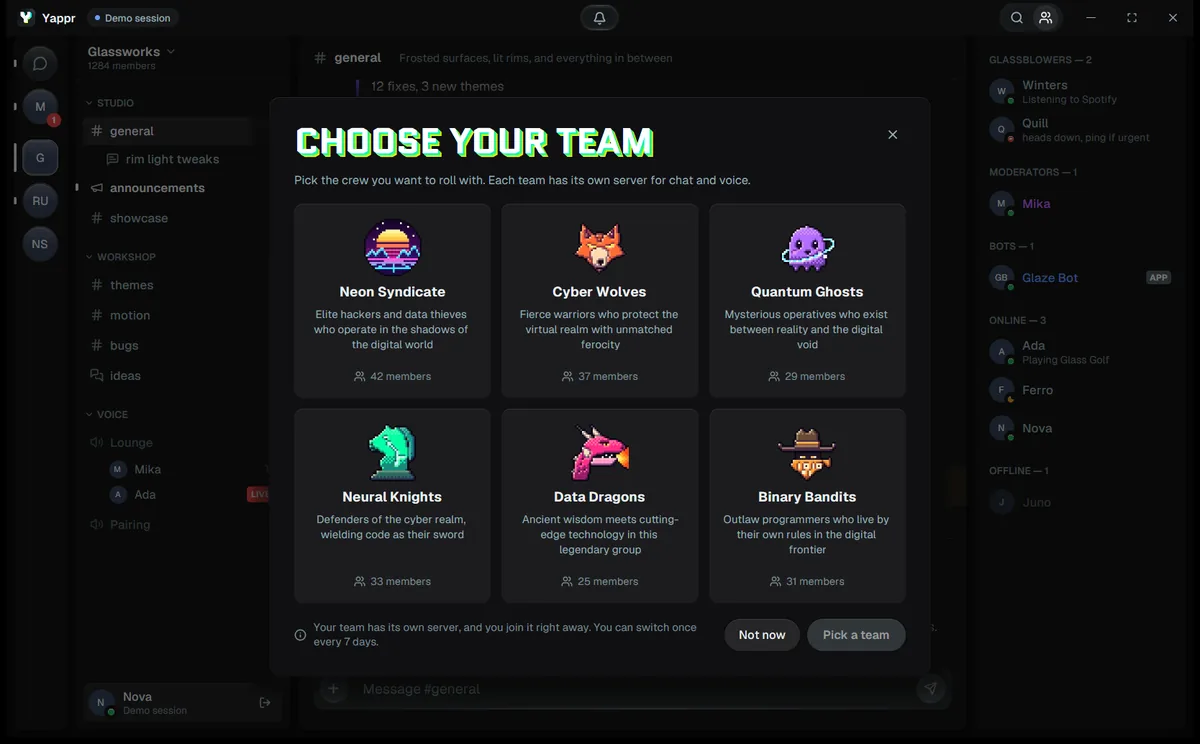 Yappr
Demo session
Glassworks
1284 members
STUDIO
# general
rim light tweaks
announcements
# showcase
WORKSHOP
# themes
# motion
# bugs
ideas
VOICE
Lounge
M Mika
A Ada
LIVE
Pairing
M
1
G
RU
NS
N
Nova
Demo session
# general
Frosted surfaces, lit rims, and everything in between
12 fixes, 3 new themes
CHOOSE YOUR TEAM
Pick the crew you want to roll with. Each team has its own server for chat and voice.
Neon Syndicate
Elite hackers and data thieves
who operate in the shadows of
the digital world
42 members
Cyber Wolves
Fierce warriors who protect the
virtual realm with unmatched
ferocity
37 members
Quantum Ghosts
Mysterious operatives who exist
between reality and the digital
void
29 members
Neural Knights
Defenders of the cyber realm,
wielding code as their sword
33 members
Data Dragons
Ancient wisdom meets cutting-
edge technology in this
legendary group
25 members
Binary Bandits
Outlaw programmers who live by
their own rules in the digital
frontier
31 members
Your team has its own server, and you join it right away. You can switch once
every 7 days.
Not now
Pick a team
Message #general
GLASSBLOWERS — 2
W
Winters
Listening to Spotify
Q
Quill
heads down, ping if urgent
MODERATORS — 1
M
Mika
BOTS — 1
GB
Glaze Bot
APP
ONLINE — 3
A
Ada
Playing Glass Golf
F
Ferro
N
Nova
OFFLINE — 1
J
Juno